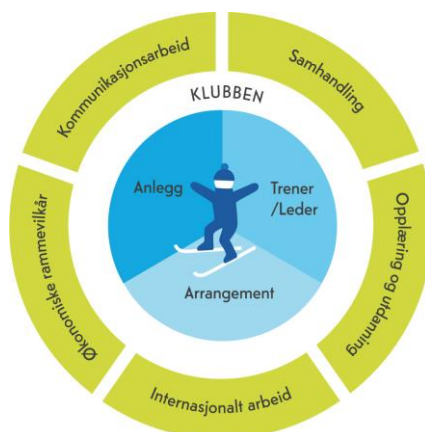 Kommunikasjonsarbeid
Samhandling
KLUBBEN
Anlegg
Trener
/Leder
Arrangement
Økonomiske rammevilkår
Opplæring og utdanning
Internasjonalt arbeid